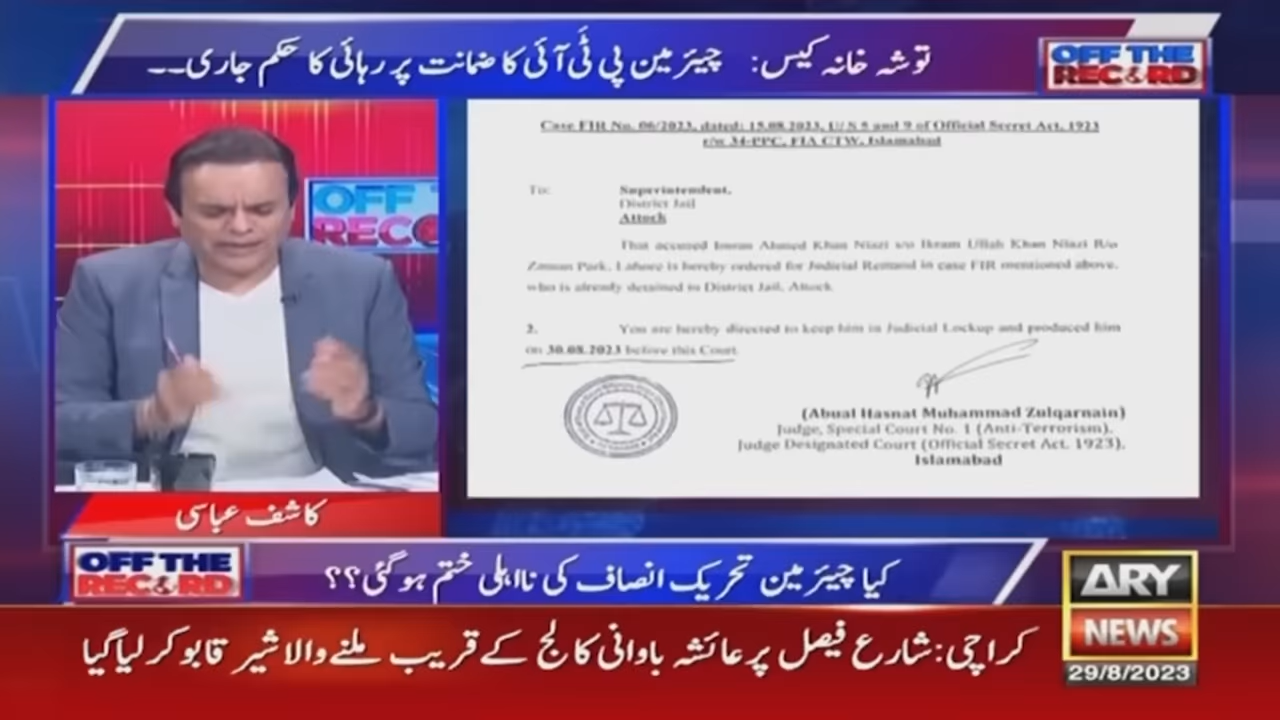 توشہ خانہ کیس: چیئرمین پی ٹی آئی کا ضمانت پر رہائی کا حکم جاری۔۔
OFF THE
RECORD
Case FIR No. 06/2023, dated: 15.08.2023, U/S 5 and 9 of Official Secret Act, 1923
r/w 34-PPC, FIA CTW, Islamabad
To: Superintendent,
District Jail
Attock
That accused Imran Ahmed Khan Niazi s/o Ikram Ullah Khan Niazi R/o
Zaman Park, Lahore is hereby ordered for Judicial Remand in case FIR mentioned above,
who is already detained in District Jail, Attock.
2. You are hereby directed to keep him in Judicial Lockup and produced him
on 30.08.2023 before this Court.
(Abual Hasnat Muhammad Zulqarnain)
Judge, Special Court No. 1 (Anti-Terrorism),
Judge Designated Court (Official Secret Act, 1923),
Islamabad
OFF TH
RECO
کاشف عباسی
OFF THE
RECORD
کیا چیئرمین تحریک انصاف کی نااہلی ختم ہوگئی؟؟
ARY
NEWS
29/8/2023
کراچی: شارع فیصل پر عائشہ باوانی کالج کے قریب ملنے والا شیر قابو کر لیا گیا